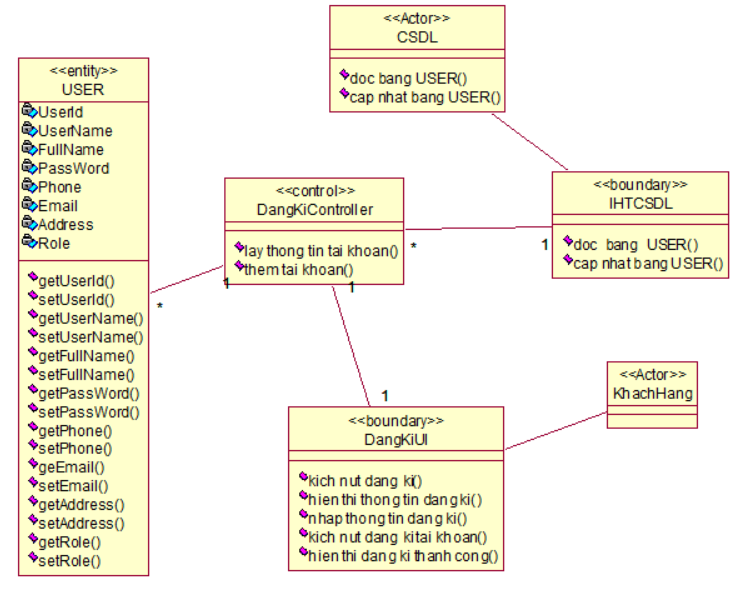 <<Actor>>
CSDL
doc bang USER()
cap nhat bang USER()
<<entity>>
USER
UserId
UserName
FullName
PassWord
Phone
Email
Address
Role
getUserId()
setUserId()
getUserName()
setUserName()
getFullName()
setFullName()
getPassWord()
setPassWord()
getPhone()
setPhone()
geEmail()
setEmail()
getAddress()
setAddress()
getRole()
setRole()
<<control>>
DangKiController
lay thong tin tai khoan()
them tai khoan()
<<boundary>>
IHTCSDL
doc bang USER()
cap nhat bang USER()
*
1
1
*
1
1
<<Actor>>
KhachHang
<<boundary>>
DangKiUI
kich nut dang ki()
hien thi thong tin dang ki()
nhap thong tin dang ki()
kich nut dang ki tai khoan()
hien thi dang ki thanh cong()